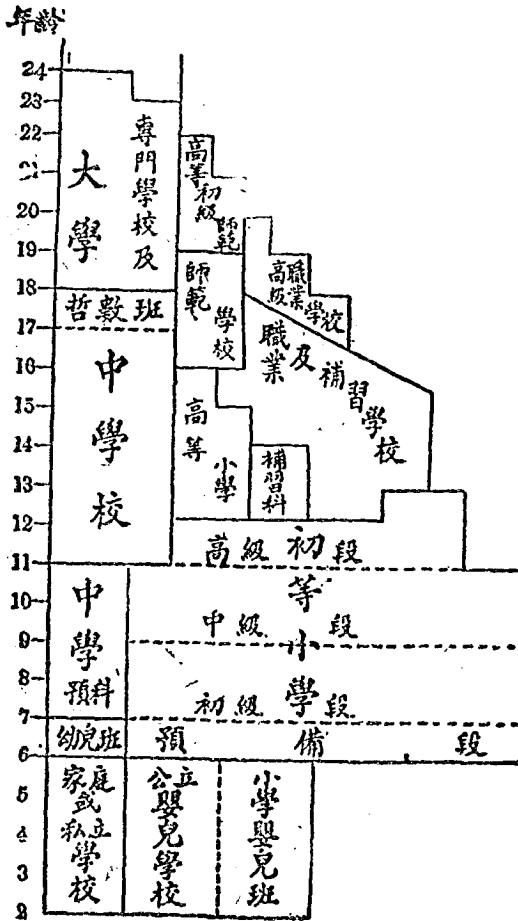 年齡
24
23
22
21
20
19
18
17
16
15
14
13
12
11
10
9
8
7
6
5
4
3
2
大學
專門學校及
高等
初級
師範
師範
學校
高級
職業
學校
哲數班
職業及補習學校
中學校
高等
小學
補習科
高級 初 段
中學
預科
等
中級 段
小
初級 學 段
幼兒班
預 備 段
家庭
或
私立
學校
公立
嬰兒學校
小學嬰兒班